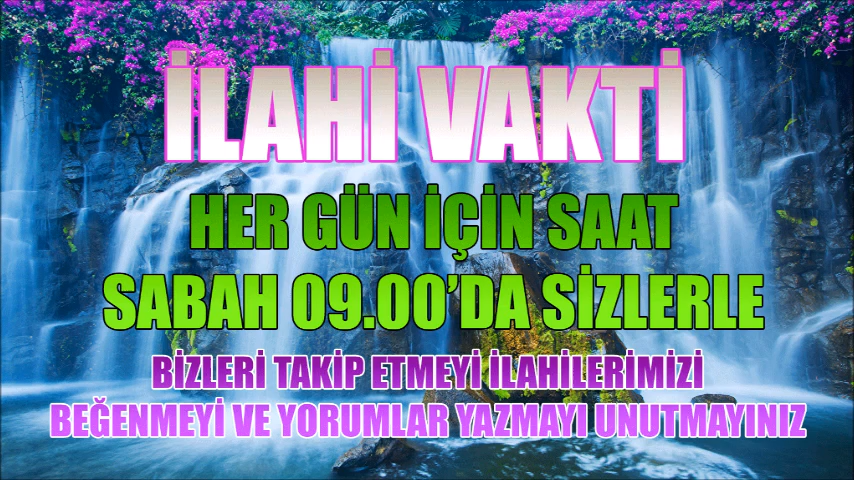 İLAHİ VAKTİ
HER GÜN İÇİN SAAT
SABAH 09.00’DA SİZLERLE
BİZLERİ TAKİP ETMEYİ İLAHİLERİMİZİ
BEĞENMEYİ VE YORUMLAR YAZMAYI UNUTMAYINIZ